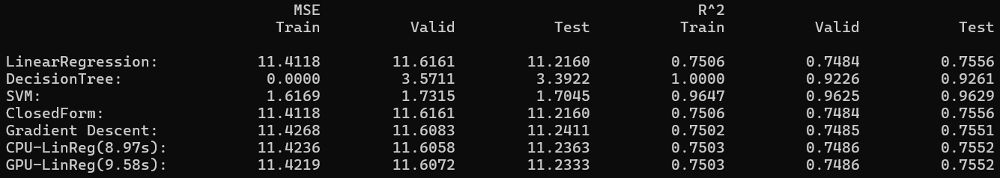 MSE R^2
Train Valid Test Train Valid Test
LinearRegression: 11.4118 11.6161 11.2160 0.7506 0.7484 0.7556
DecisionTree: 0.0000 3.5711 3.3922 1.0000 0.9226 0.9261
SVM: 1.6169 1.7315 1.7045 0.9647 0.9625 0.9629
ClosedForm: 11.4118 11.6161 11.2160 0.7506 0.7484 0.7556
Gradient Descent: 11.4268 11.6083 11.2411 0.7502 0.7485 0.7551
CPU-LinReg(8.97s): 11.4236 11.6058 11.2363 0.7503 0.7486 0.7552
GPU-LinReg(9.58s): 11.4219 11.6072 11.2333 0.7503 0.7486 0.7552